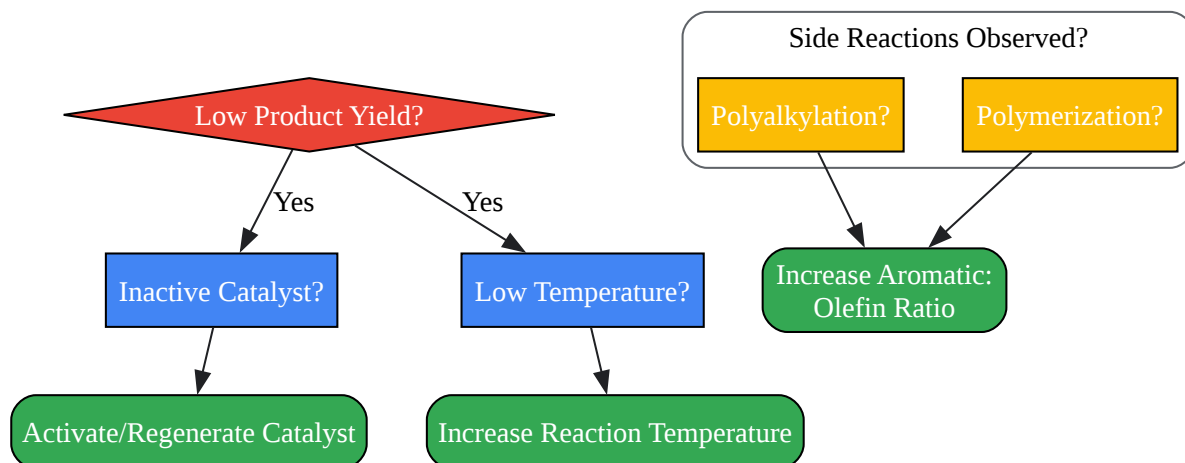 Side Reactions Observed?
Low Product Yield?
Polyalkylation?
Polymerization?
Yes
Yes
Inactive Catalyst?
Low Temperature?
Increase Aromatic:
Olefin Ratio
Activate/Regenerate Catalyst
Increase Reaction Temperature